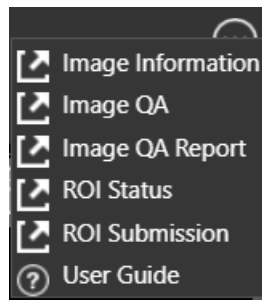 Image Information
Image QA
Image QA Report
ROI Status
ROI Submission
User Guide